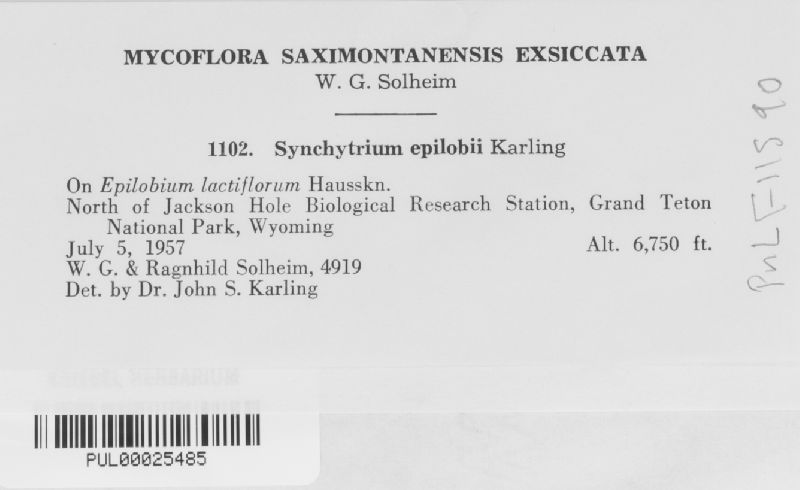 MYCOFLORA SAXIMONTANENSIS EXSICCATA
W. G. Solheim
1102. Synchytrium epilobii Karling
On Epilobium lactiflorum Hausskn.
North of Jackson Hole Biological Research Station, Grand Teton
National Park, Wyoming
July 5, 1957 Alt. 6,750 ft.
W. G. & Ragnhild Solheim, 4919
Det. by Dr. John S. Karling
PUL F11590
HERBARIUM
PUL00025485